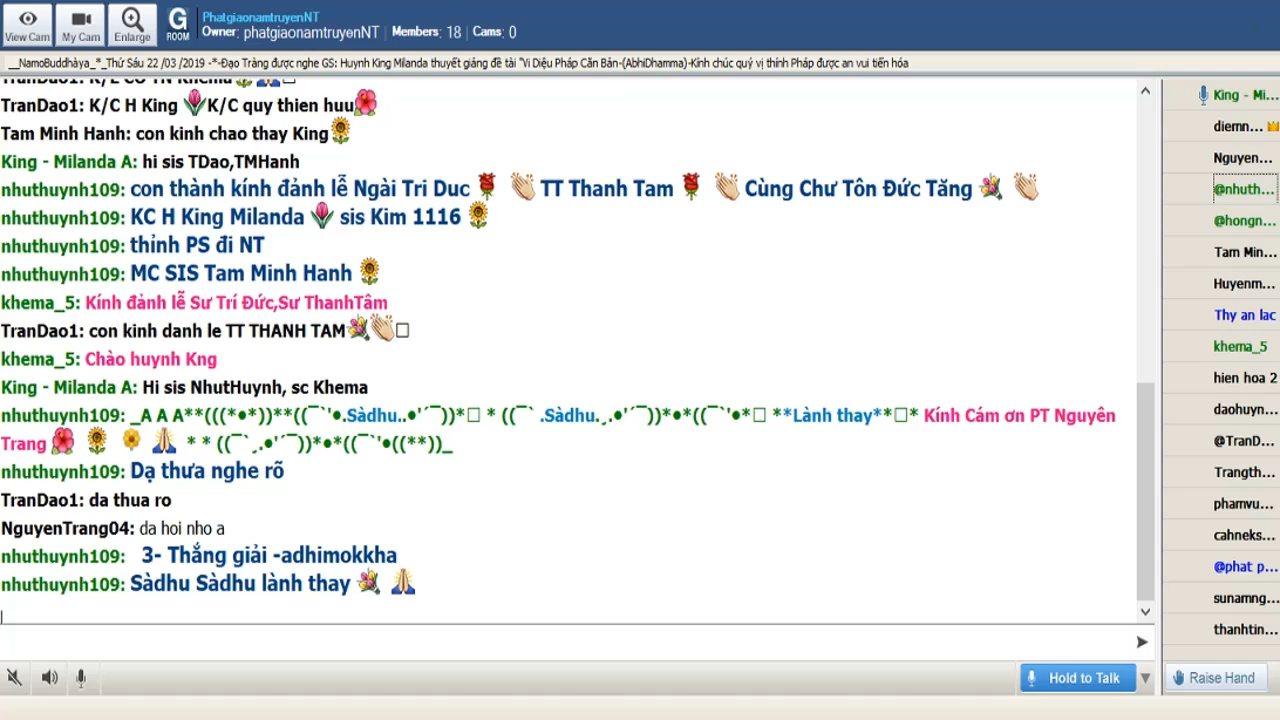 PhatgiaonamtruyenNT
View Cam My Cam Enlarge G ROOM Owner: phatgiaonamtruyenNT | Members: 18 | Cams: 0
__NamoBuddhàya_*_Thứ Sáu 22 /03 /2019 -*-Đạo Tràng được nghe GS: Huynh King Milanda thuyết giảng đề tài "Vi Diệu Pháp Căn Bản-(AbhiDhamma)-Kính chúc quý vị thính Pháp được an vui tiến hóa
TranDao1: K/C H King 🌷K/C quy thien huu🌺
Tam Minh Hanh: con kinh chao thay King🌻
King - Milanda A: hi sis TDao,TMHanh
nhuthuynh109: con thành kính đảnh lễ Ngài Tri Duc 🌹 👏 TT Thanh Tam 🌹 👏 Cùng Chư Tôn Đức Tăng 💐 👏
nhuthuynh109: KC H King Milanda 🌷 sis Kim 1116 🌻
nhuthuynh109: thỉnh PS đi NT
nhuthuynh109: MC SIS Tam Minh Hanh 🌻
khema_5: Kính đảnh lễ Sư Trí Đức,Sư ThanhTâm
TranDao1: con kinh danh le TT THANH TAM💐👏□
khema_5: Chào huynh Kng
King - Milanda A: Hi sis NhutHuynh, sc Khema
nhuthuynh109: _A A A**(((*•*))**((¯`'•.Sàdhu..•'´¯))*□ * ((¯` .Sàdhu.¸.•'´¯))*•*((¯`'•*□ **Lành thay**□* Kính Cám ơn PT Nguyên
Trang 🌺 🌻 🌼 🙏 * * ((¯`¸.•'´¯))*•*((¯`'•((**))_
nhuthuynh109: Dạ thưa nghe rõ
TranDao1: da thua ro
NguyenTrang04: da hoi nho a
nhuthuynh109: 3- Thắng giải -adhimokkha
nhuthuynh109: Sàdhu Sàdhu lành thay 💐 🙏
King - Mi...
diemn...
Nguyen...
@nhuth...
@hongn...
Tam Min...
Huyenm...
Thy an lac
khema_5
hien hoa 2
daohuyn...
@TranD...
Trangth...
phamvu...
cahneks...
@phat p...
sunamng...
thanhtin...
Hold to Talk
Raise Hand